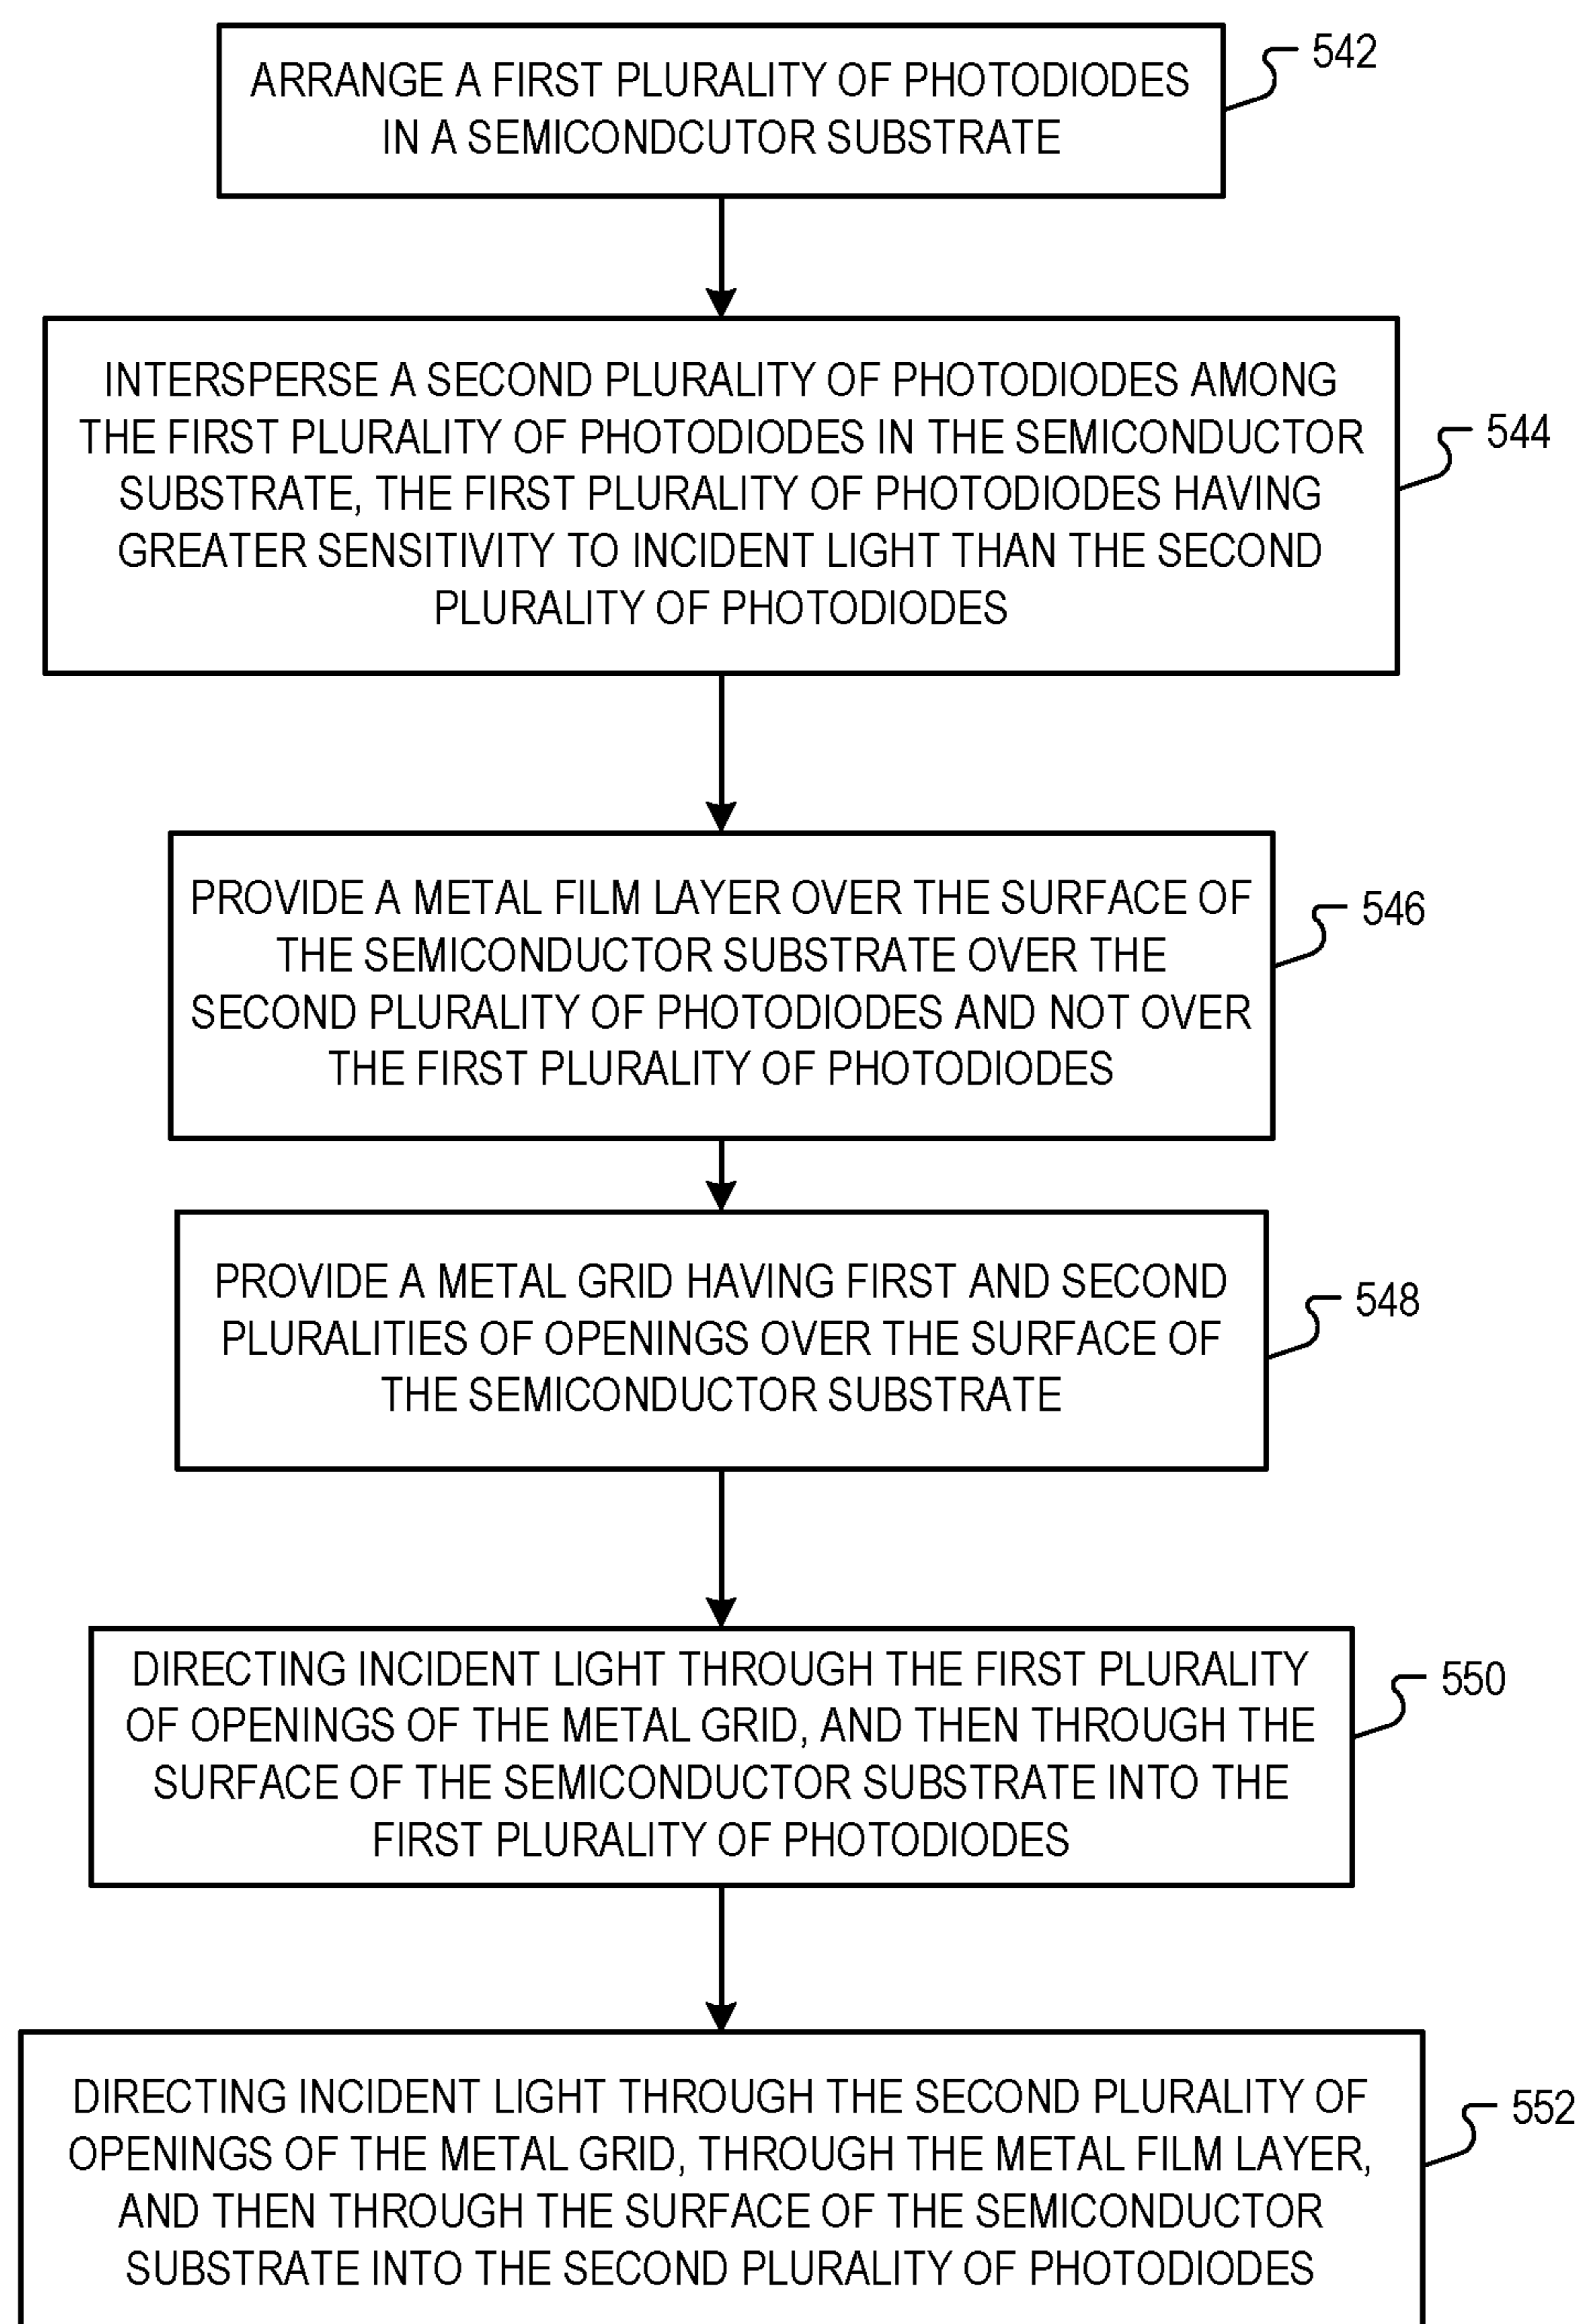 ARRANGE A FIRST PLURALITY OF PHOTODIODES
IN A SEMICONDCUTOR SUBSTRATE
542
INTERSPERSE A SECOND PLURALITY OF PHOTODIODES AMONG
THE FIRST PLURALITY OF PHOTODIODES IN THE SEMICONDUCTOR
SUBSTRATE, THE FIRST PLURALITY OF PHOTODIODES HAVING
GREATER SENSITIVITY TO INCIDENT LIGHT THAN THE SECOND
PLURALITY OF PHOTODIODES
544
PROVIDE A METAL FILM LAYER OVER THE SURFACE OF
THE SEMICONDUCTOR SUBSTRATE OVER THE
SECOND PLURALITY OF PHOTODIODES AND NOT OVER
THE FIRST PLURALITY OF PHOTODIODES
546
PROVIDE A METAL GRID HAVING FIRST AND SECOND
PLURALITIES OF OPENINGS OVER THE SURFACE OF
THE SEMICONDUCTOR SUBSTRATE
548
DIRECTING INCIDENT LIGHT THROUGH THE FIRST PLURALITY
OF OPENINGS OF THE METAL GRID, AND THEN THROUGH THE
SURFACE OF THE SEMICONDUCTOR SUBSTRATE INTO THE
FIRST PLURALITY OF PHOTODIODES
550
DIRECTING INCIDENT LIGHT THROUGH THE SECOND PLURALITY OF
OPENINGS OF THE METAL GRID, THROUGH THE METAL FILM LAYER,
AND THEN THROUGH THE SURFACE OF THE SEMICONDUCTOR
SUBSTRATE INTO THE SECOND PLURALITY OF PHOTODIODES
552